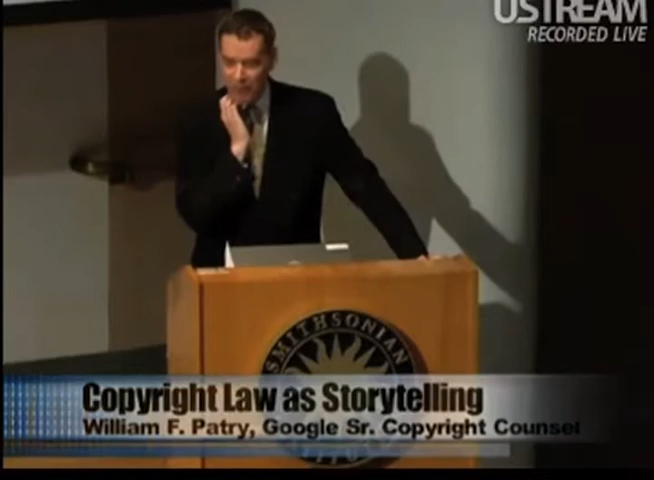 USTREAM
RECORDED LIVE
SMITHSONIAN
Copyright Law as Storytelling
William F. Patry, Google Sr. Copyright Counsel